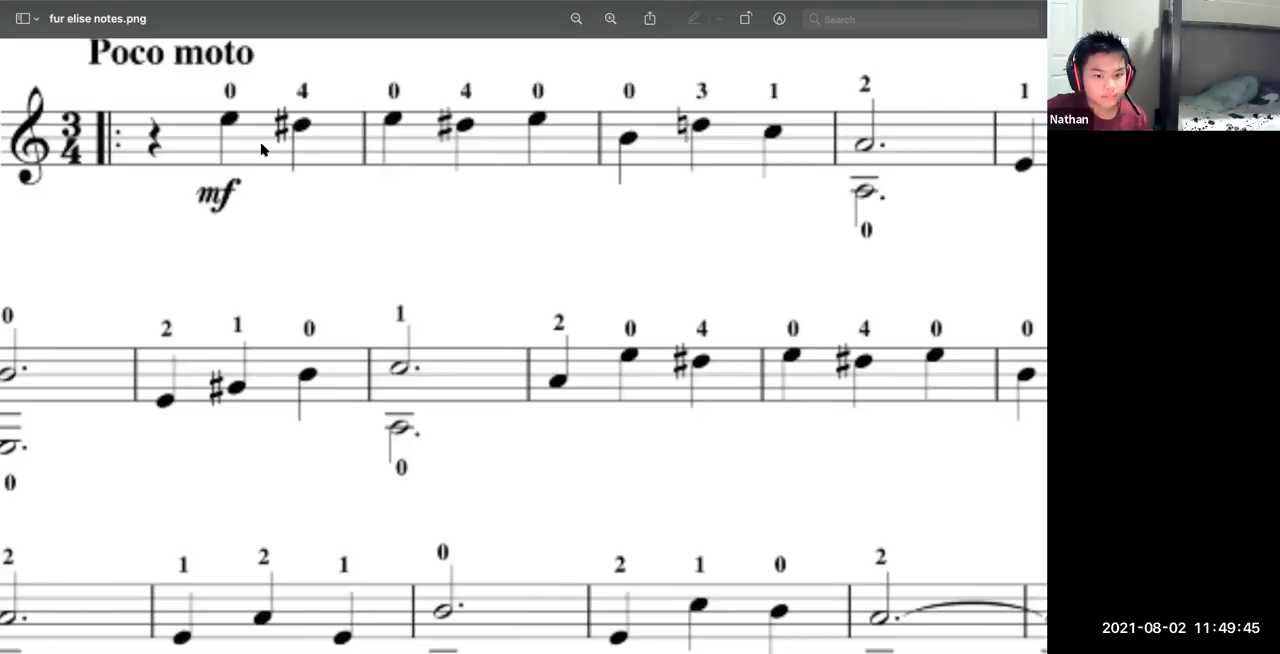 fur elise notes.png
Search
Poco moto
0 4 0 4 0 0 3 1 2 1
3
4
mf
0
0 2 1 0 1 2 0 4 0 4 0 0
0 0
2 1 2 1 0 2 1 0 2
Nathan
2021-08-02 11:49:45